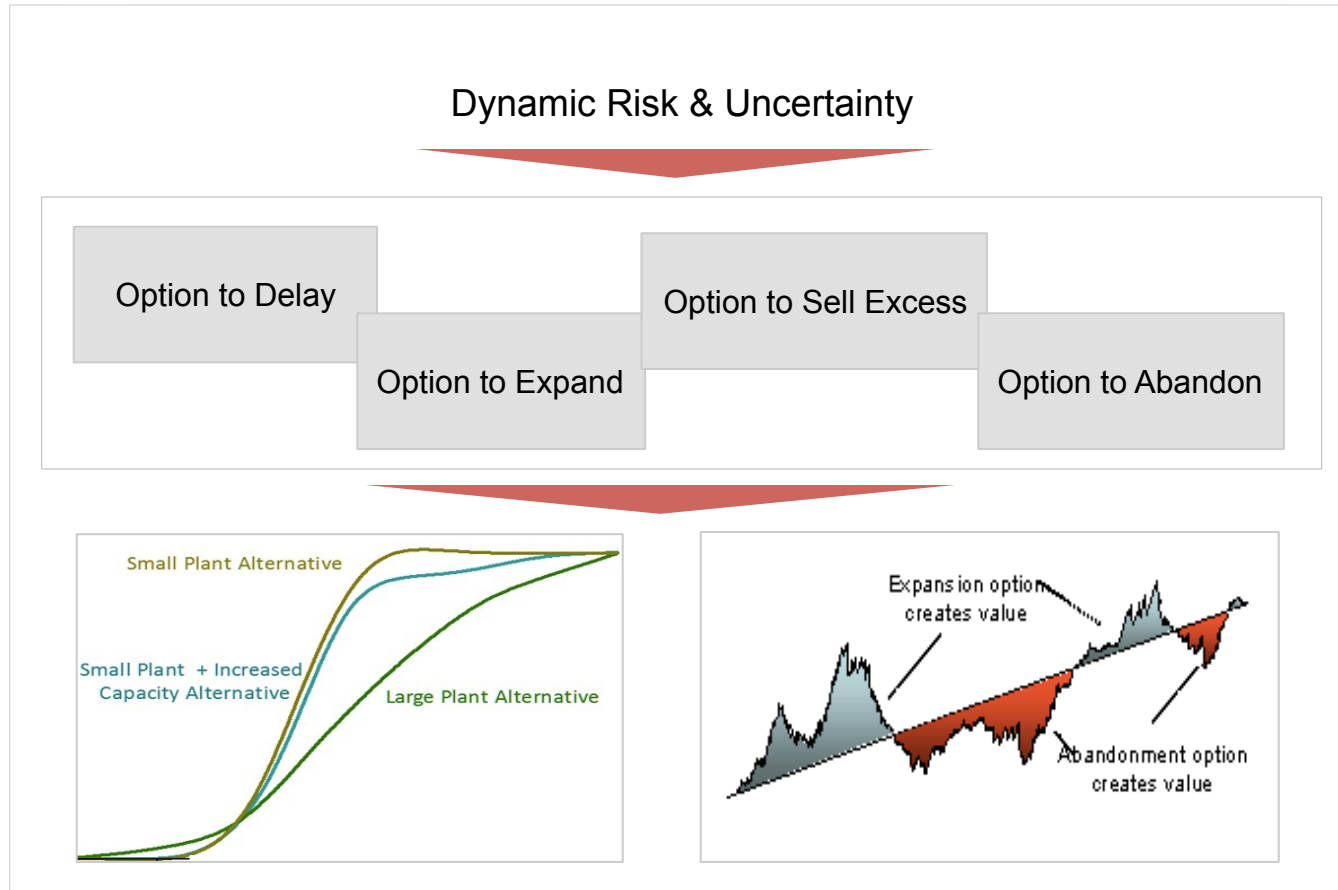 Dynamic Risk & Uncertainty
Option to Delay
Option to Expand
Option to Sell Excess
Option to Abandon
Small Plant Alternative
Small Plant + Increased
Capacity Alternative
Large Plant Alternative
Expansion option
creates value
Abandonment option
creates value